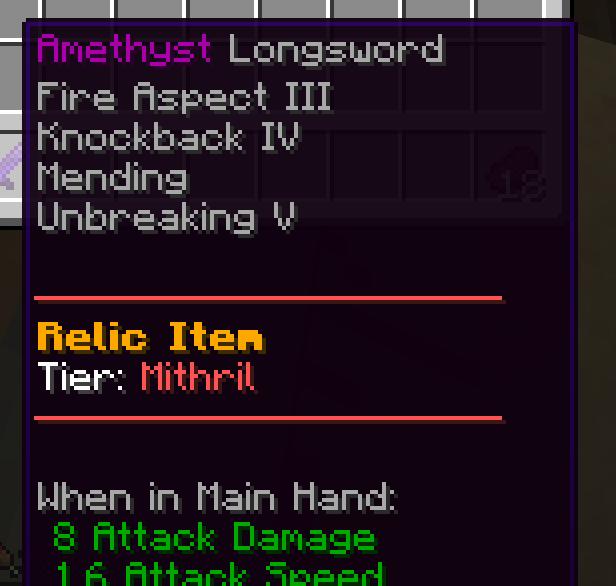 Amethyst Longsword
Fire Aspect III
Knockback IV
Mending
Unbreaking V
Relic Item
Tier: Mithril
When in Main Hand:
8 Attack Damage
1.6 Attack Speed
18